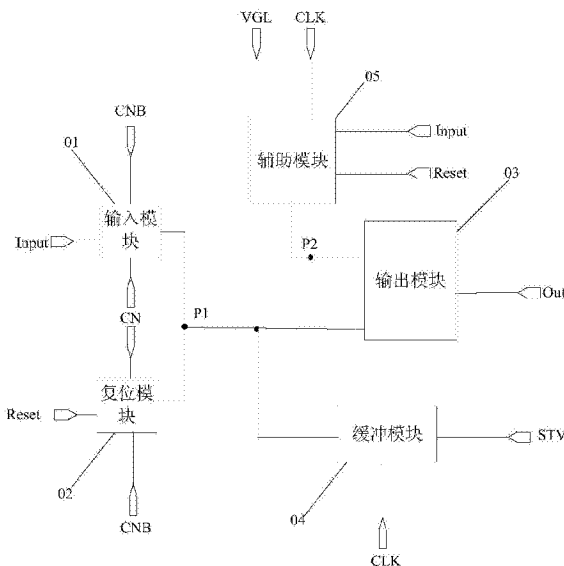 VGL
CLK
05
CNB
01
Input
辅助模块
Reset
03
输入模
块
Input
P2
输出模块
Out
CN
P1
复位模
块
Reset
缓冲模块
STV
02
04
CNB
CLK